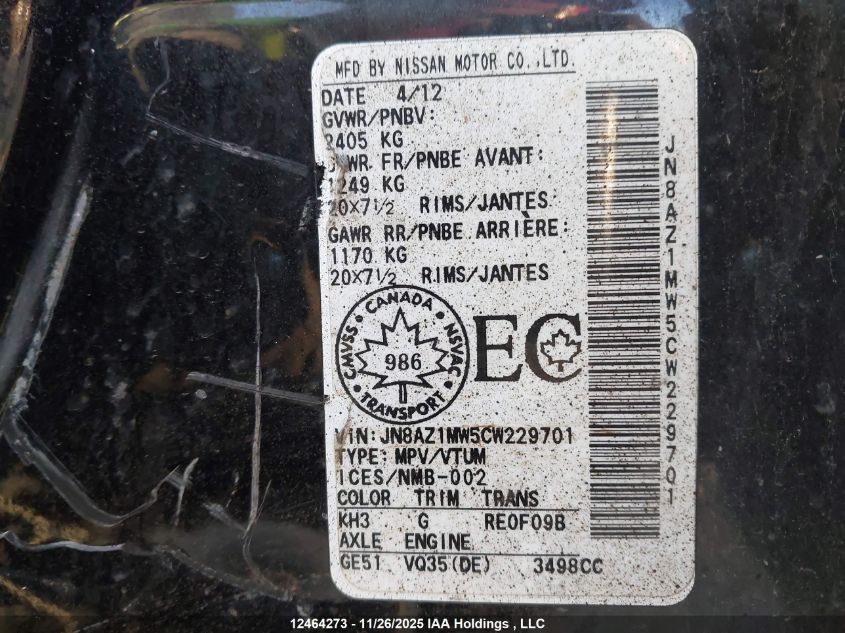 MFD BY NISSAN MOTOR CO.,LTD.
DATE 4/12
GVWR/PNBV:
2405 KG
GAWR FR/PNBE AVANT:
1249 KG
20X7½ RIMS/JANTES
GAWR RR/PNBE ARRIÈRE:
1170 KG
20X7½ RIMS/JANTES
CANADA
CMVSS NSVAC
986
TRANSPORT
EC
VIN:JN8AZ1MW5CW229701
TYPE:MPV/VTUM
ICES/NMB-002
COLOR TRIM TRANS
KH3 G RE0F09B
AXLE ENGINE
GE51 VQ35(DE) 3498CC
JN8AZ1MW5CW229701
12464273 - 11/26/2025 IAA Holdings , LLC